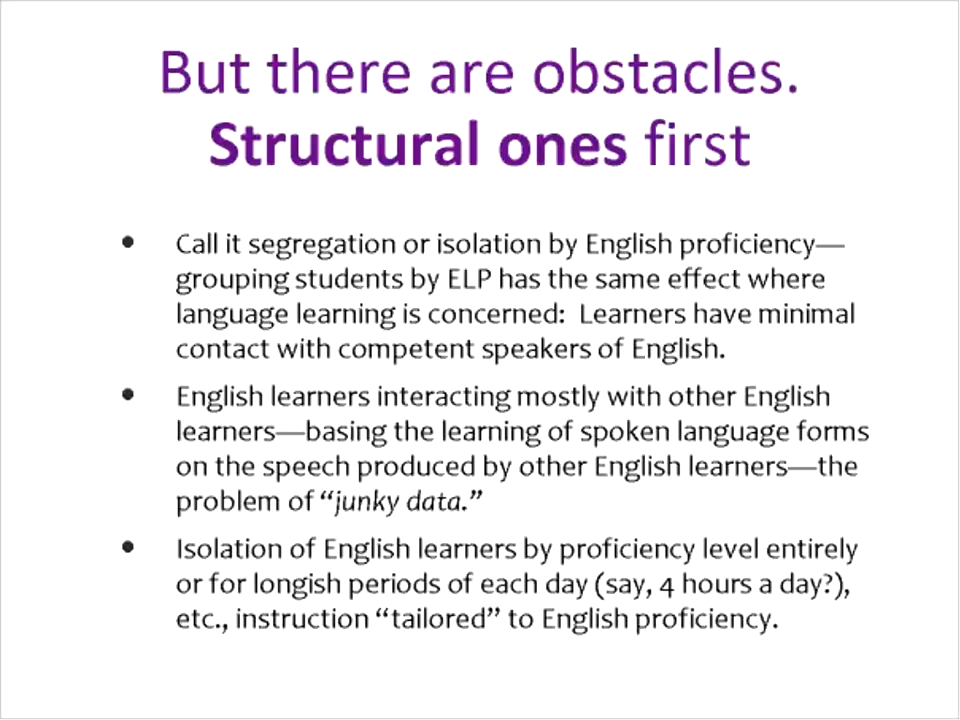 But there are obstacles.
Structural ones first
• Call it segregation or isolation by English proficiency—
grouping students by ELP has the same effect where
language learning is concerned:  Learners have minimal
contact with competent speakers of English.
• English learners interacting mostly with other English
learners—basing the learning of spoken language forms
on the speech produced by other English learners—the
problem of “junky data.”
• Isolation of English learners by proficiency level entirely
or for longish periods of each day (say, 4 hours a day?),
etc., instruction “tailored” to English proficiency.